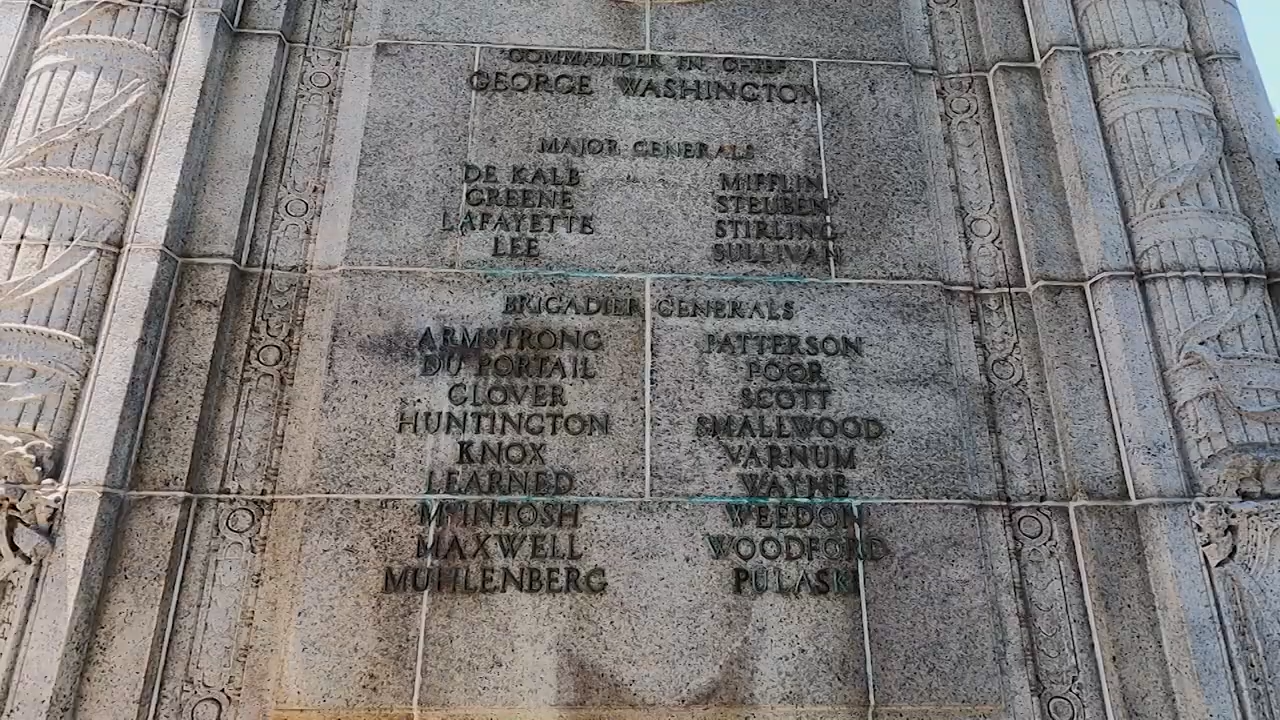 COMMANDER IN CHIEF
GEORGE WASHINGTON
MAJOR GENERALS
DE KALB
GREENE
LAFAYETTE
LEE
MIFFLIN
STEUBEN
STIRLING
SULLIVAN
BRIGADIER GENERALS
ARMSTRONG
DU PORTAIL
GLOVER
HUNTINGTON
KNOX
LEARNED
McINTOSH
MAXWELL
MUHLENBERG
PATTERSON
POOR
SCOTT
SMALLWOOD
VARNUM
WAYNE
WEEDON
WOODFORD
PULASKI